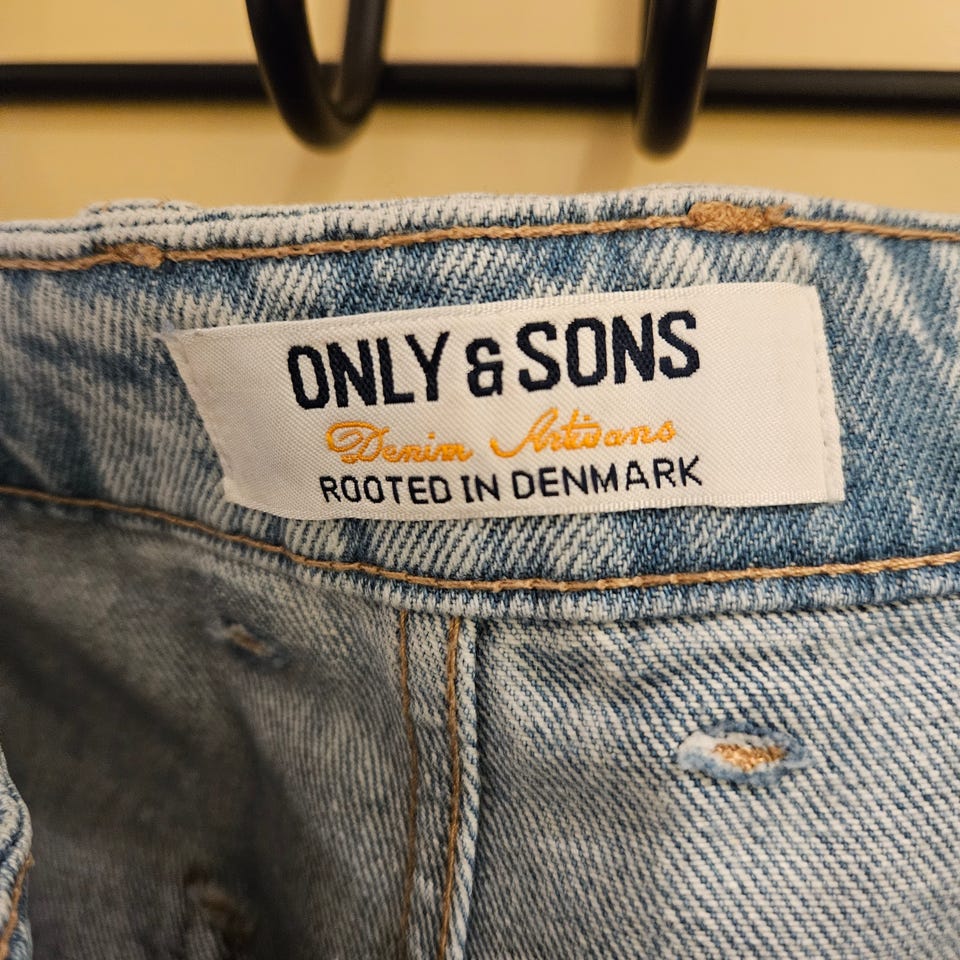 ONLY & SONS
Denim Artisans
ROOTED IN DENMARK